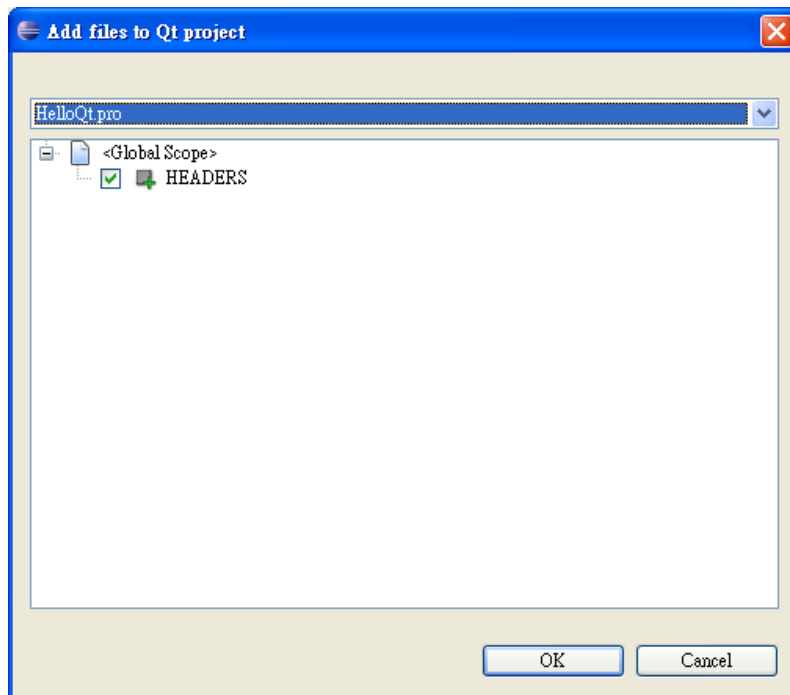 Add files to Qt project
HelloQt.pro
<Global Scope>
HEADERS
OK Cancel